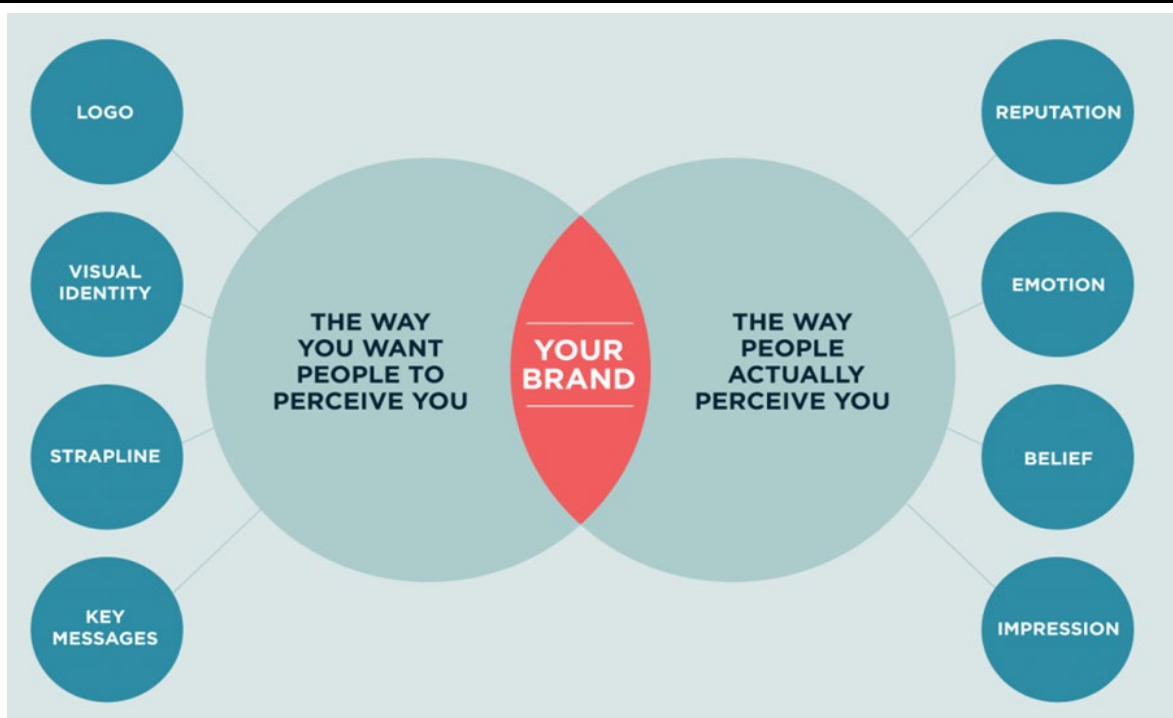 LOGO
VISUAL
IDENTITY
STRAPLINE
KEY
MESSAGES
THE WAY
YOU WANT
PEOPLE TO
PERCEIVE YOU
YOUR
BRAND
THE WAY
PEOPLE
ACTUALLY
PERCEIVE YOU
REPUTATION
EMOTION
BELIEF
IMPRESSION